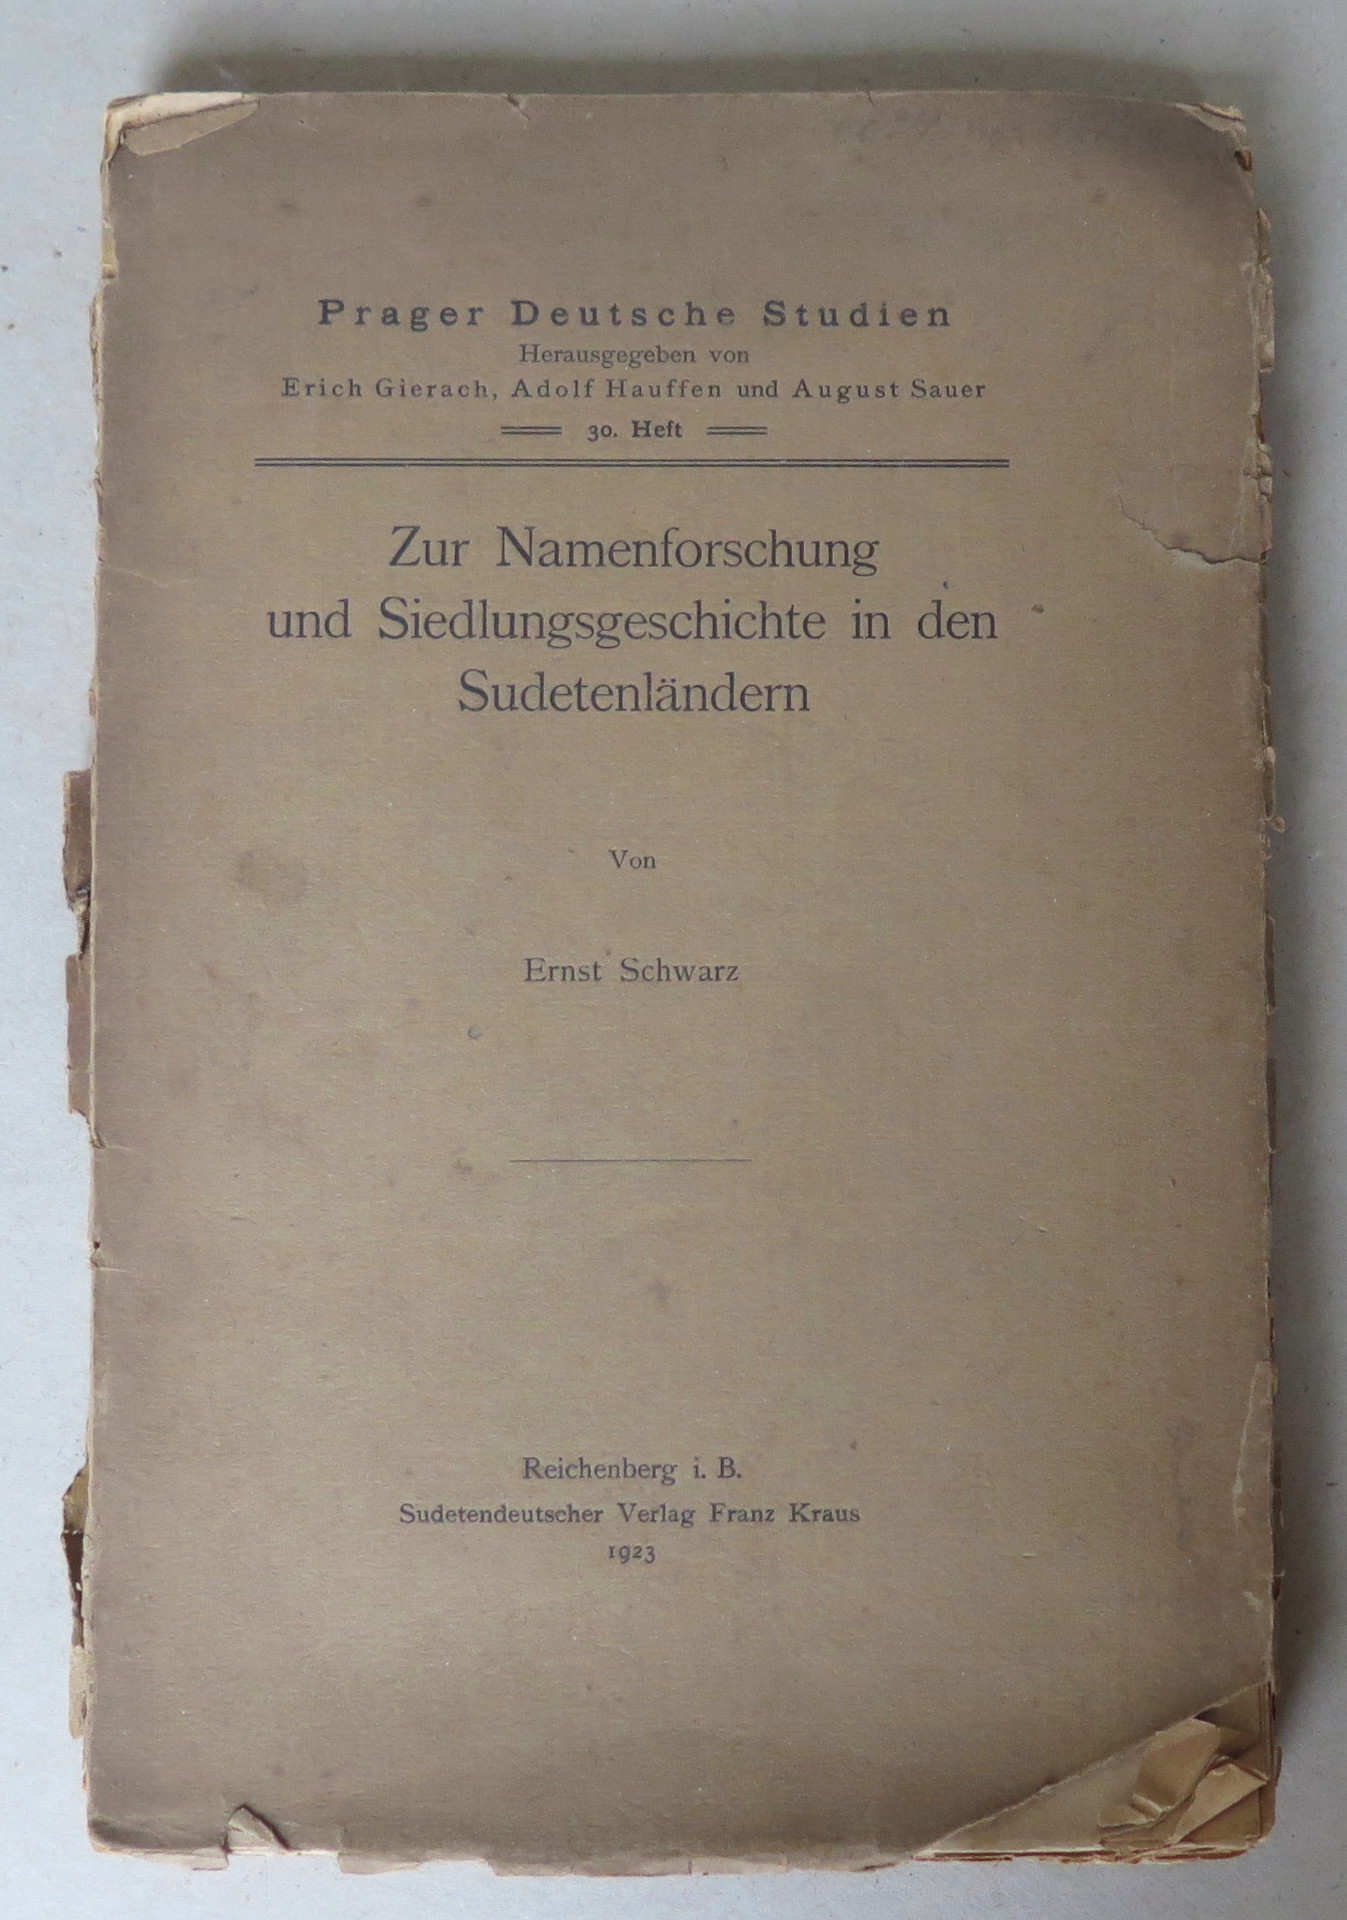 Prager Deutsche Studien
Herausgegeben von
Erich Gierach, Adolf Hauffen und August Sauer
30. Heft
Zur Namenforschung
und Siedlungsgeschichte in den
Sudetenländern
Von
Ernst Schwarz
Reichenberg i. B.
Sudetendeutscher Verlag Franz Kraus
1923